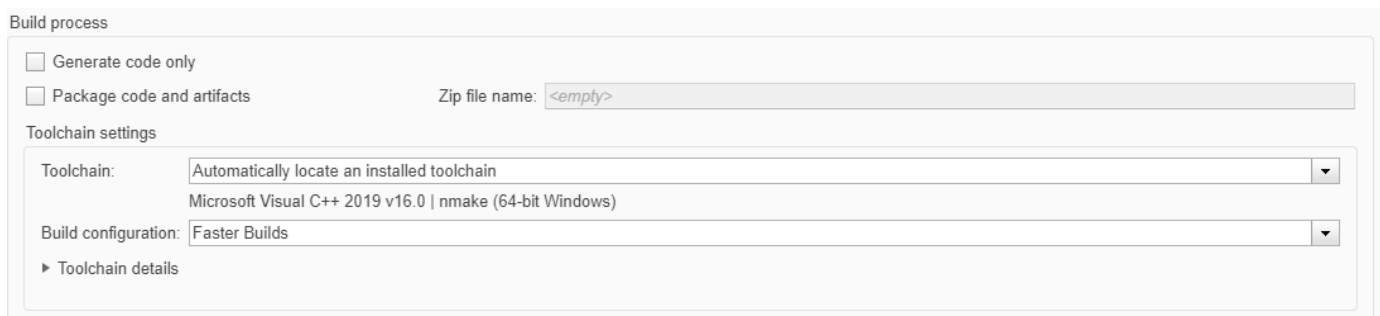 Build process
Generate code only
Package code and artifacts
Zip file name: <empty>
Toolchain settings
Toolchain: Automatically locate an installed toolchain
Microsoft Visual C++ 2019 v16.0 | nmake (64-bit Windows)
Build configuration: Faster Builds
Toolchain details